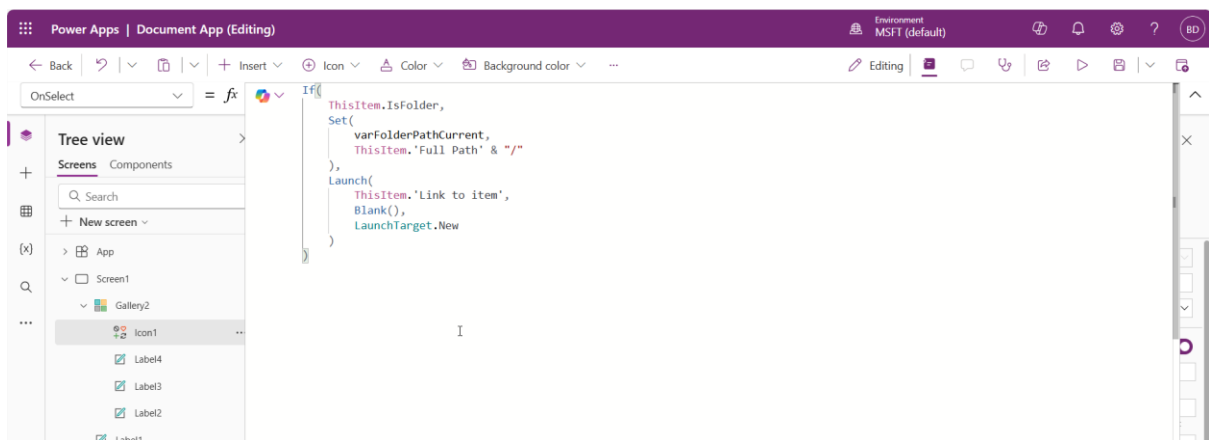 Power Apps | Document App (Editing)
Environment
MSFT (default)
?
BD
Back
Insert
Icon
Color
Background color
...
Editing
OnSelect
= fx
If(
ThisItem.IsFolder,
Set(
varFolderPathCurrent,
ThisItem.'Full Path' & "/"
),
Launch(
ThisItem.'Link to item',
Blank(),
LaunchTarget.New
)
)
Tree view
Screens Components
Search
New screen
App
Screen1
Gallery2
Icon1
Label4
Label3
Label2
Label1
{x}